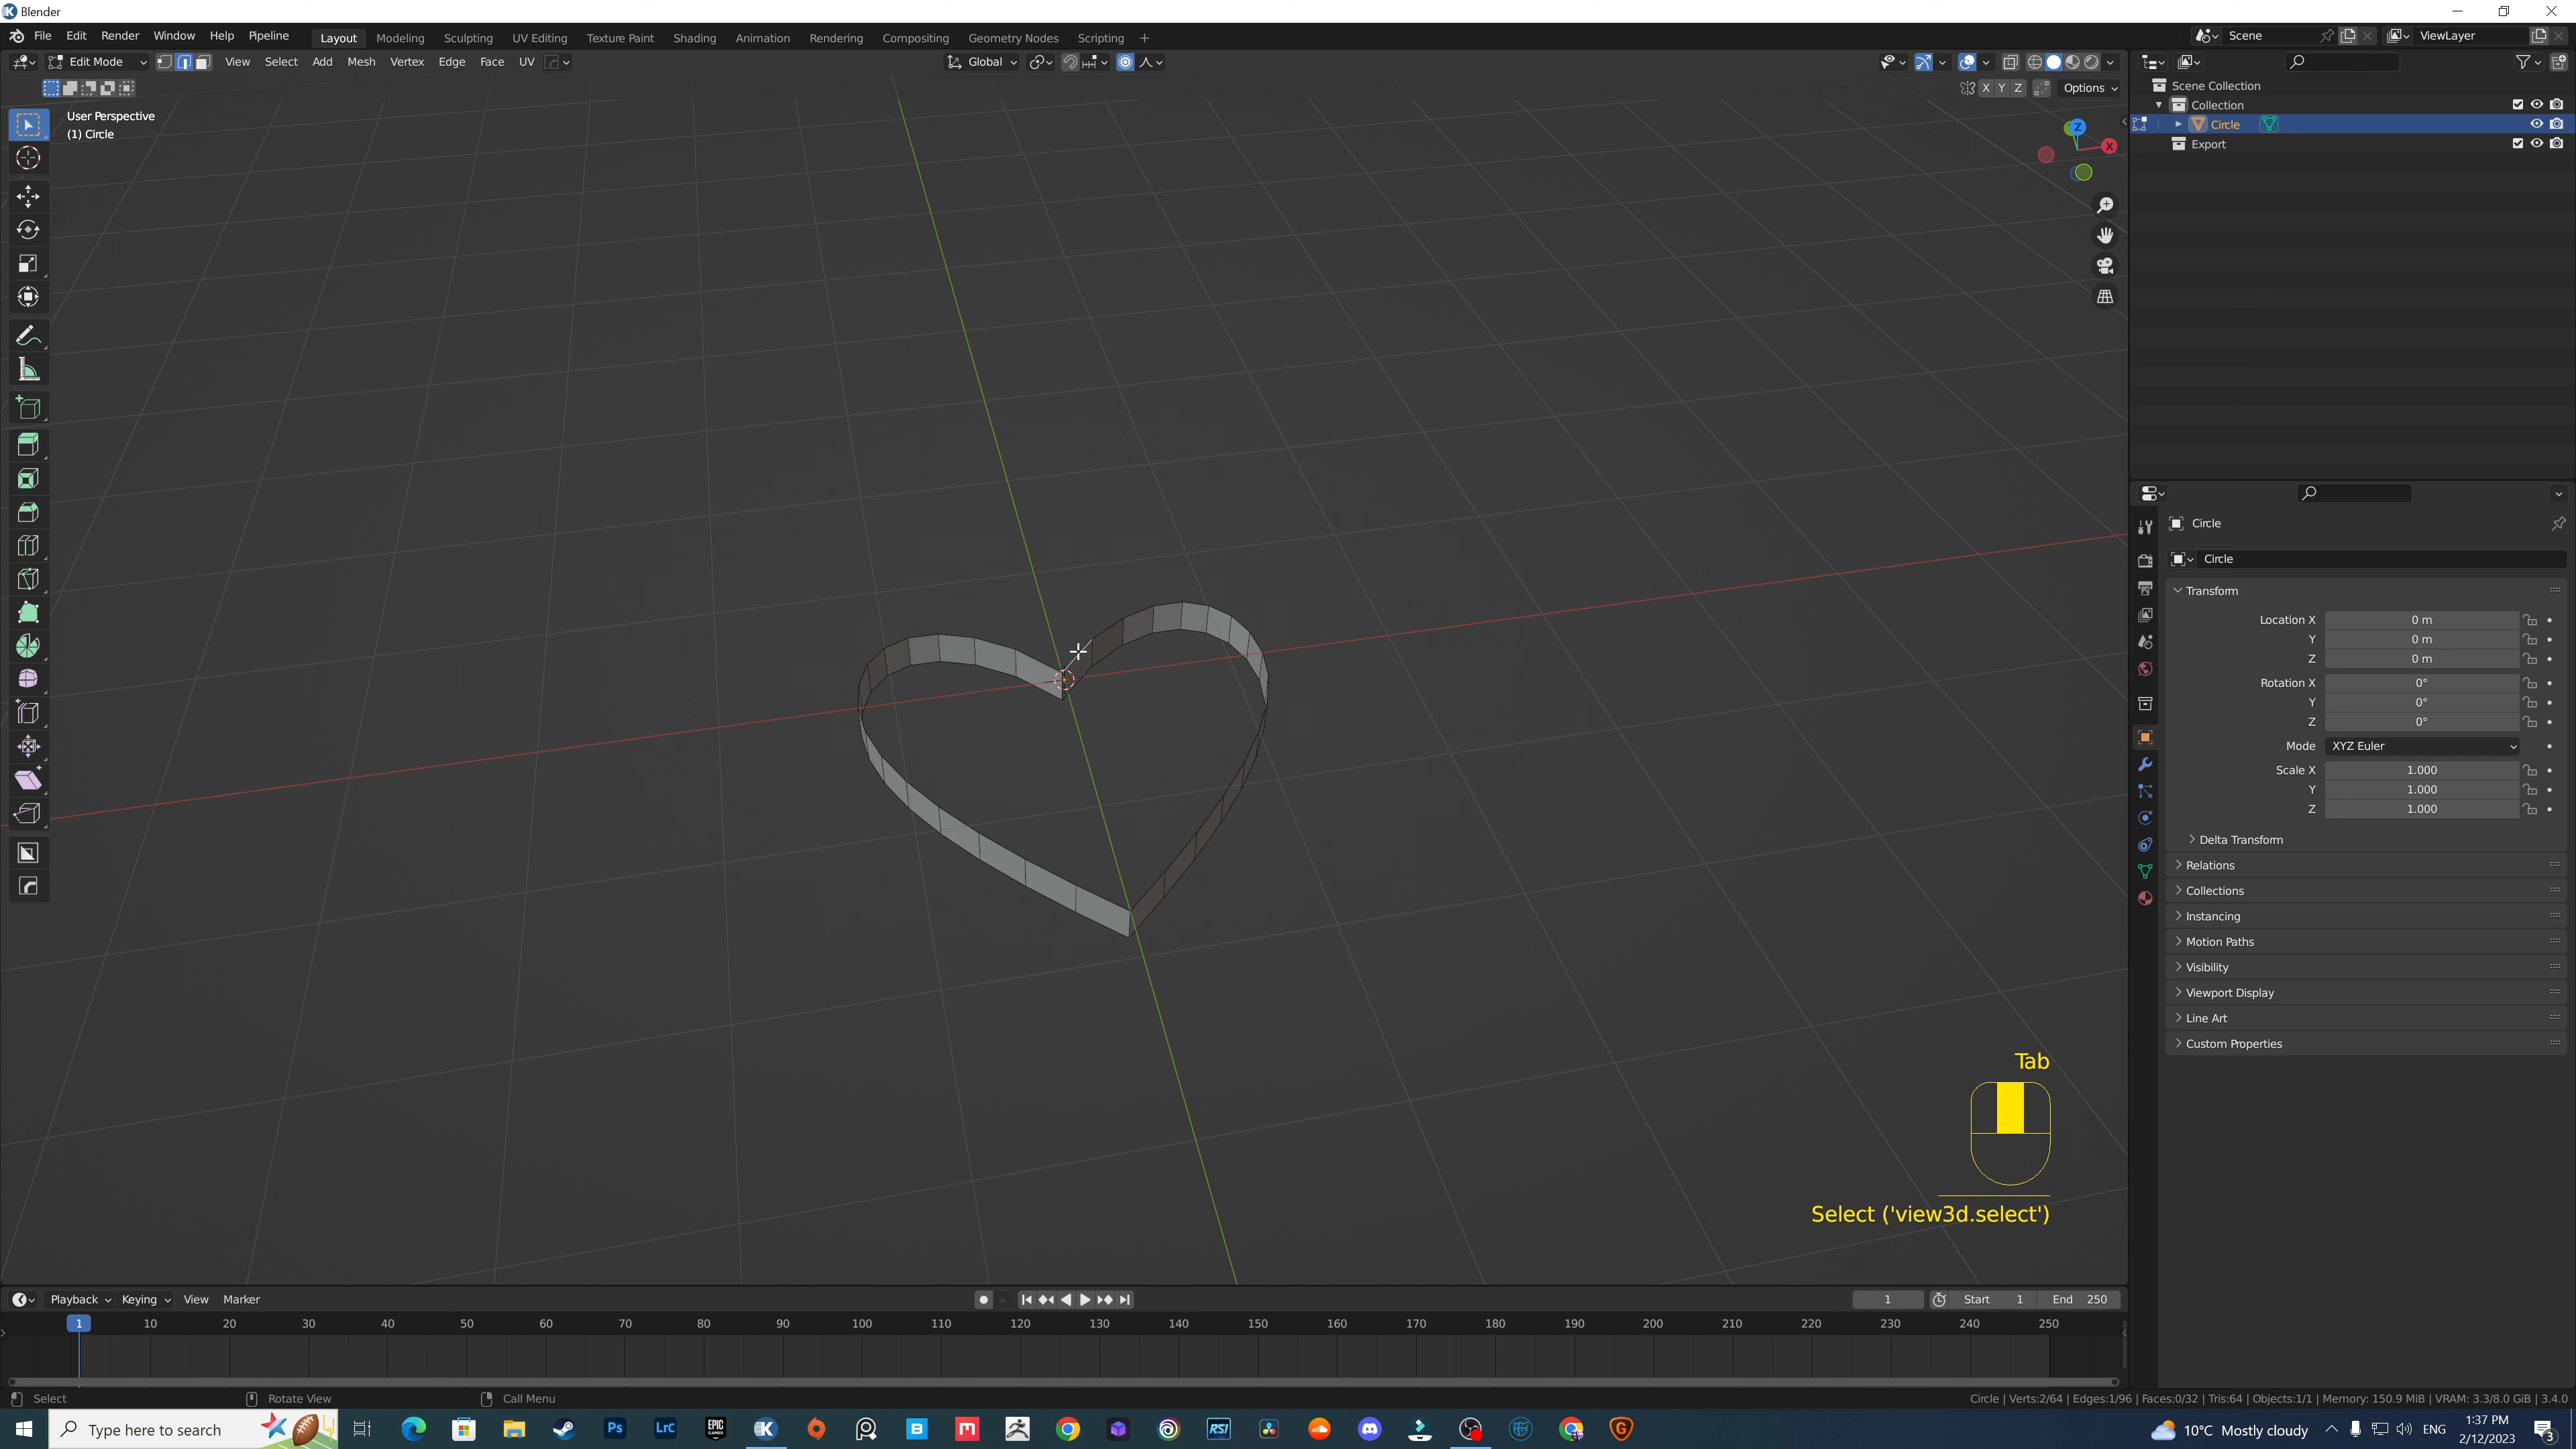 Blender
File Edit Render Window Help Pipeline Layout Modeling Sculpting UV Editing Texture Paint Shading Animation Rendering Compositing Geometry Nodes Scripting + Scene ViewLayer
Edit Mode View Select Add Mesh Vertex Edge Face UV Global
X Y Z Options
User Perspective
(1) Circle
Z
X
Scene Collection
Collection
Circle
Export
Circle
Circle
Transform
Location X 0 m
Y 0 m
Z 0 m
Rotation X 0°
Y 0°
Z 0°
Mode XYZ Euler
Scale X 1.000
Y 1.000
Z 1.000
Delta Transform
Relations
Collections
Instancing
Motion Paths
Visibility
Viewport Display
Line Art
Custom Properties
Tab
Select ('view3d.select')
Playback Keying View Marker 1 Start 1 End 250
1 10 20 30 40 50 60 70 80 90 100 110 120 130 140 150 160 170 180 190 200 210 220 230 240 250
Select Rotate View Call Menu Circle | Verts:2/64 | Edges:1/96 | Faces:0/32 | Tris:64 | Objects:1/1 | Memory: 150.9 MiB | VRAM: 3.3/8.0 GiB | 3.4.0
Type here to search Ps LrC EPIC GAMES K B M RSI G 10°C Mostly cloudy ENG 1:37 PM
2/12/2023 3